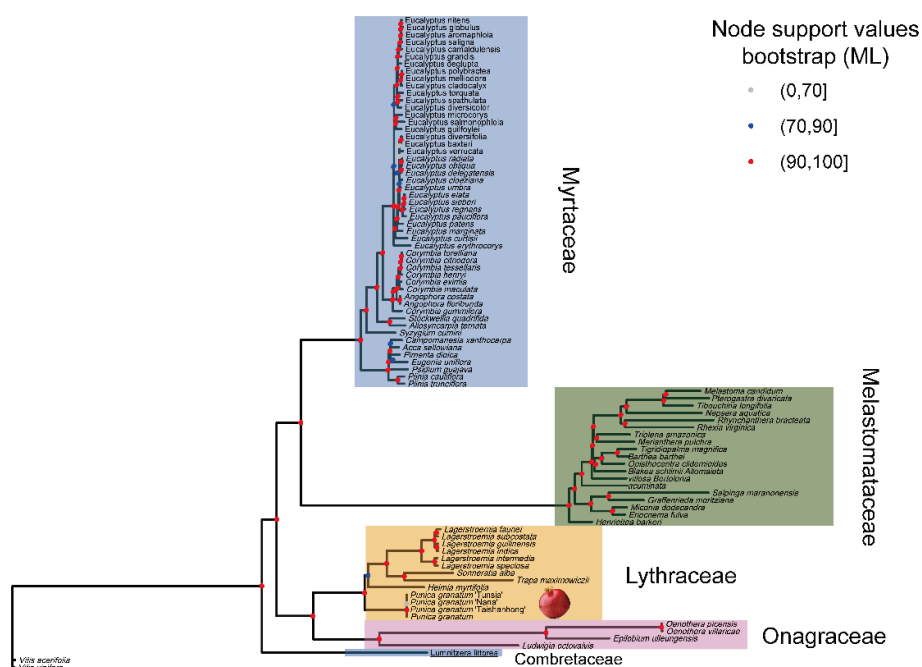 Node support values
bootstrap (ML)
(0,70]
(70,90]
(90,100]
Eucalyptus nitens
Eucalyptus globulus
Eucalyptus aromaphloia
Eucalyptus saligna
Eucalyptus camaldulensis
Eucalyptus grandis
Eucalyptus deglupta
Eucalyptus polybractea
Eucalyptus melliodora
Eucalyptus cladocalyx
Eucalyptus torquata
Eucalyptus spathulata
Eucalyptus diversicolor
Eucalyptus microcorys
Eucalyptus salmonophloia
Eucalyptus guilfoylei
Eucalyptus diversifolia
Eucalyptus baxteri
Eucalyptus verrucata
Eucalyptus radiata
Eucalyptus obliqua
Eucalyptus delegatensis
Eucalyptus cloeziana
Eucalyptus umbra
Eucalyptus elata
Eucalyptus sieberi
Eucalyptus regnans
Eucalyptus pauciflora
Eucalyptus patens
Eucalyptus marginata
Eucalyptus curtisii
Eucalyptus erythrocorys
Corymbia torelliana
Corymbia citriodora
Corymbia tessellaris
Corymbia henryi
Corymbia eximia
Corymbia maculata
Angophora costata
Angophora floribunda
Corymbia gummifera
Stockwellia quadrifida
Allosyncarpia ternata
Syzygium cumini
Campomanesia xanthocarpa
Acca sellowiana
Pimenta dioica
Eugenia uniflora
Psidium guajava
Plinia cauliflora
Plinia trunciflora
Myrtaceae
Melastoma candidum
Pterogastra divaricata
Tibouchina longifolia
Nepsera aquatica
Rhynchanthera bracteata
Rhexia virginica
Triolena amazonica
Merianthera pulchra
Tigridiopalma magnifica
Barthea barthei
Opisthocentra clidemioides
Blakea schlimii Allomaieta
villosa Bertolonia
acuminata
Salpinga maranonensis
Graffenrieda moritziana
Miconia dodecandra
Eriocnema fulva
Henriettea barkeri
Melastomataceae
Lagerstroemia faunei
Lagerstroemia subcostata
Lagerstroemia guilinensis
Lagerstroemia indica
Lagerstroemia intermedia
Lagerstroemia speciosa
Sonneratia alba
Trapa maximowiczii
Heimia myrtifolia
Punica granatum 'Tunisia'
Punica granatum 'Nana'
Punica granatum 'Taishanhong'
Punica granatum
Lythraceae
Oenothera picensis
Oenothera villaricae
Epilobium ulleungensis
Ludwigia octovalvis
Onagraceae
Lumnitzera littorea
Combretaceae
Vitis acerifolia
Vitis vinifera